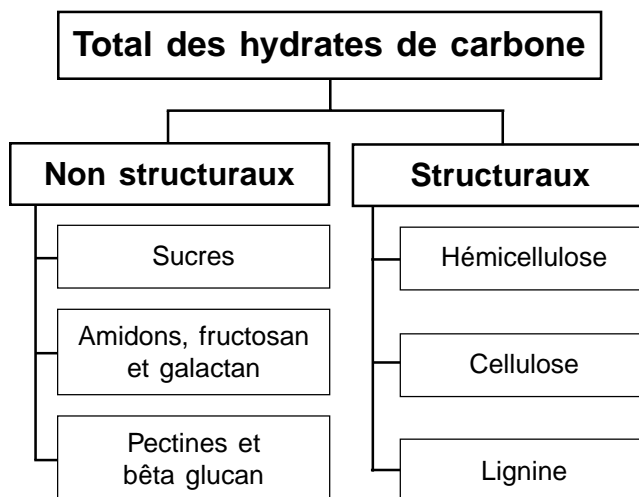 Total des hydrates de carbone
Non structuraux
Structuraux
Sucres
Hémicellulose
Amidons, fructosan
et galactan
Cellulose
Pectines et
bêta glucan
Lignine